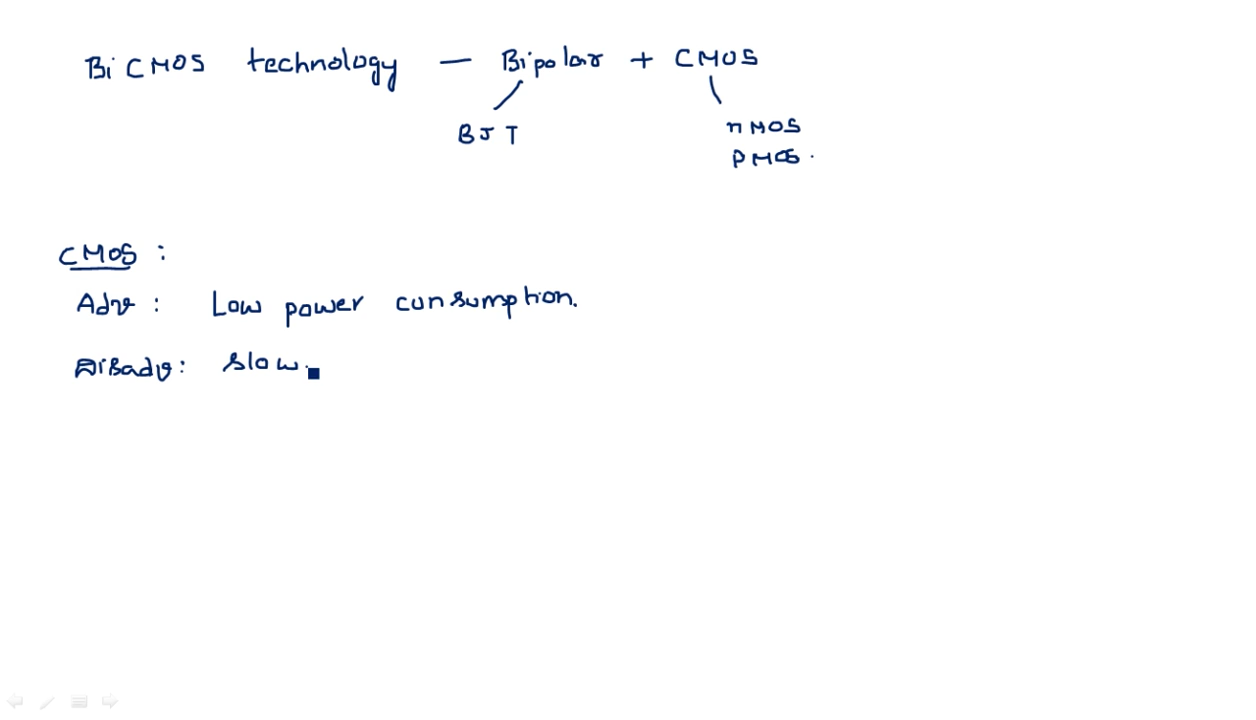 BiCMOS technology — Bipolar + CMOS
BJT nMOS
PMOS.
CMOS :
Adv : Low power consumption.
Disadv : Slow.